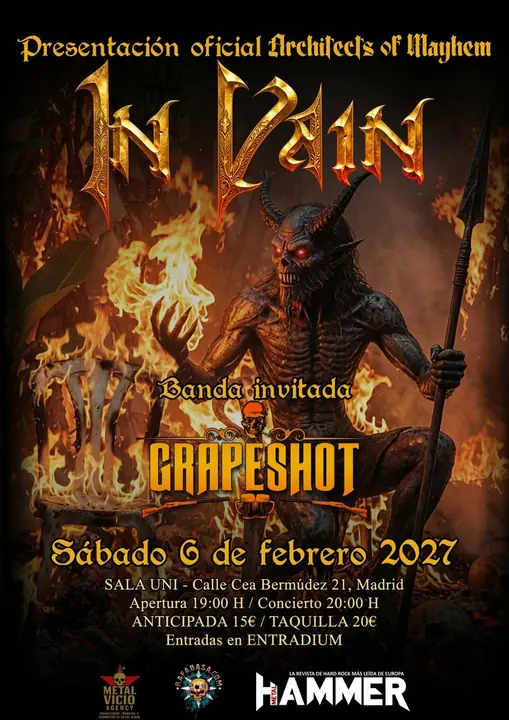 Presentación oficial Architects of Mayhem
In Vain
Banda invitada
GRAPESHOT
Sábado 6 de febrero 2027
SALA UNI - Calle Cea Bermúdez 21, Madrid
Apertura 19:00 H / Concierto 20:00 H
ANTICIPADA 15€ / TAQUILLA 20€
Entradas en ENTRADIUM
METAL
VICIO
AGENCY
RAFABASA.COM
LA REVISTA DE HARD ROCK MÁS LEÍDA DE EUROPA
METAL HAMMER